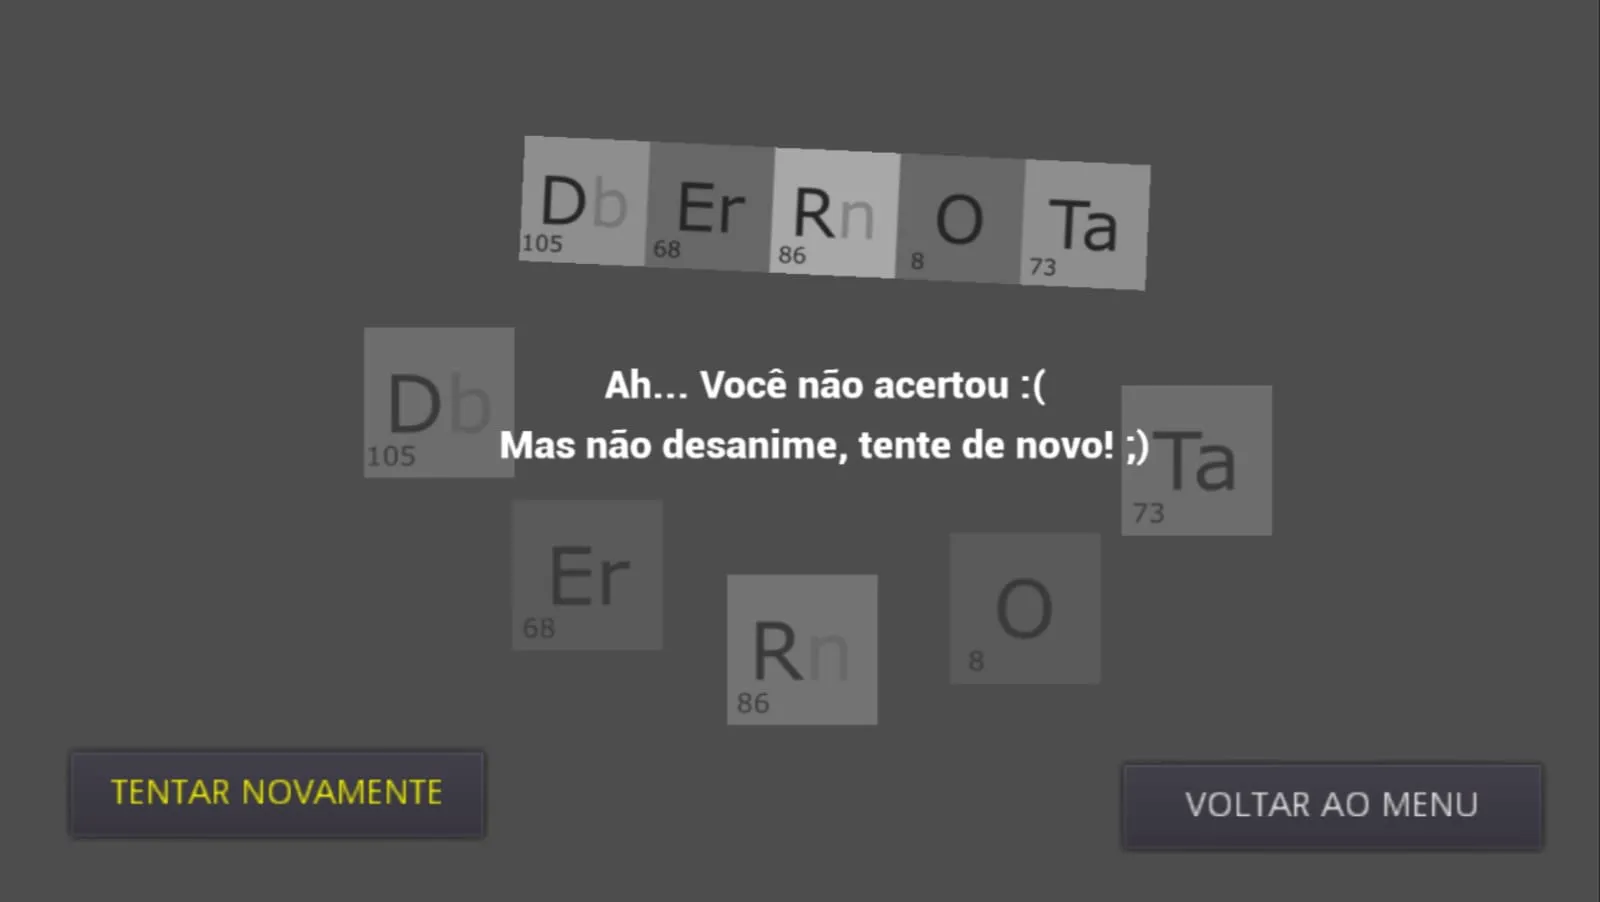 Db Er Rn O Ta
105 68 86 8 73
Ah... Você não acertou :(
Mas não desanime, tente de novo! ;)
Db
105
Ta
73
Er
68
O
8
Rn
86
TENTAR NOVAMENTE
VOLTAR AO MENU